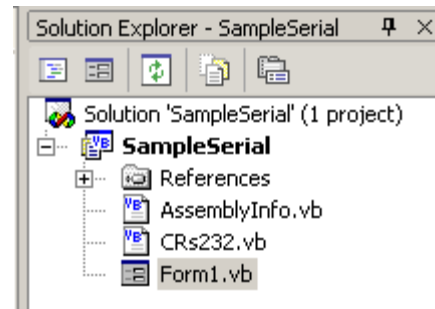 Solution Explorer - SampleSerial
Solution 'SampleSerial' (1 project)
SampleSerial
References
AssemblyInfo.vb
CRs232.vb
Form1.vb